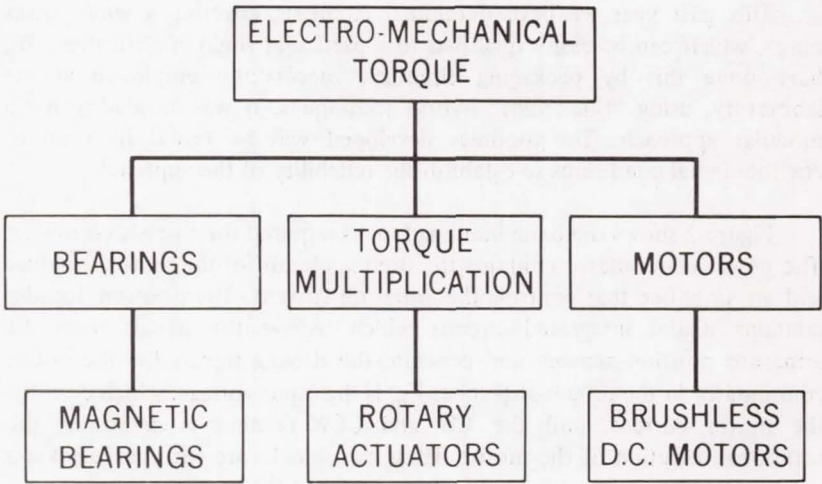 ELECTRO-MECHANICAL
TORQUE
BEARINGS
TORQUE
MULTIPLICATION
MOTORS
MAGNETIC
BEARINGS
ROTARY
ACTUATORS
BRUSHLESS
D.C. MOTORS